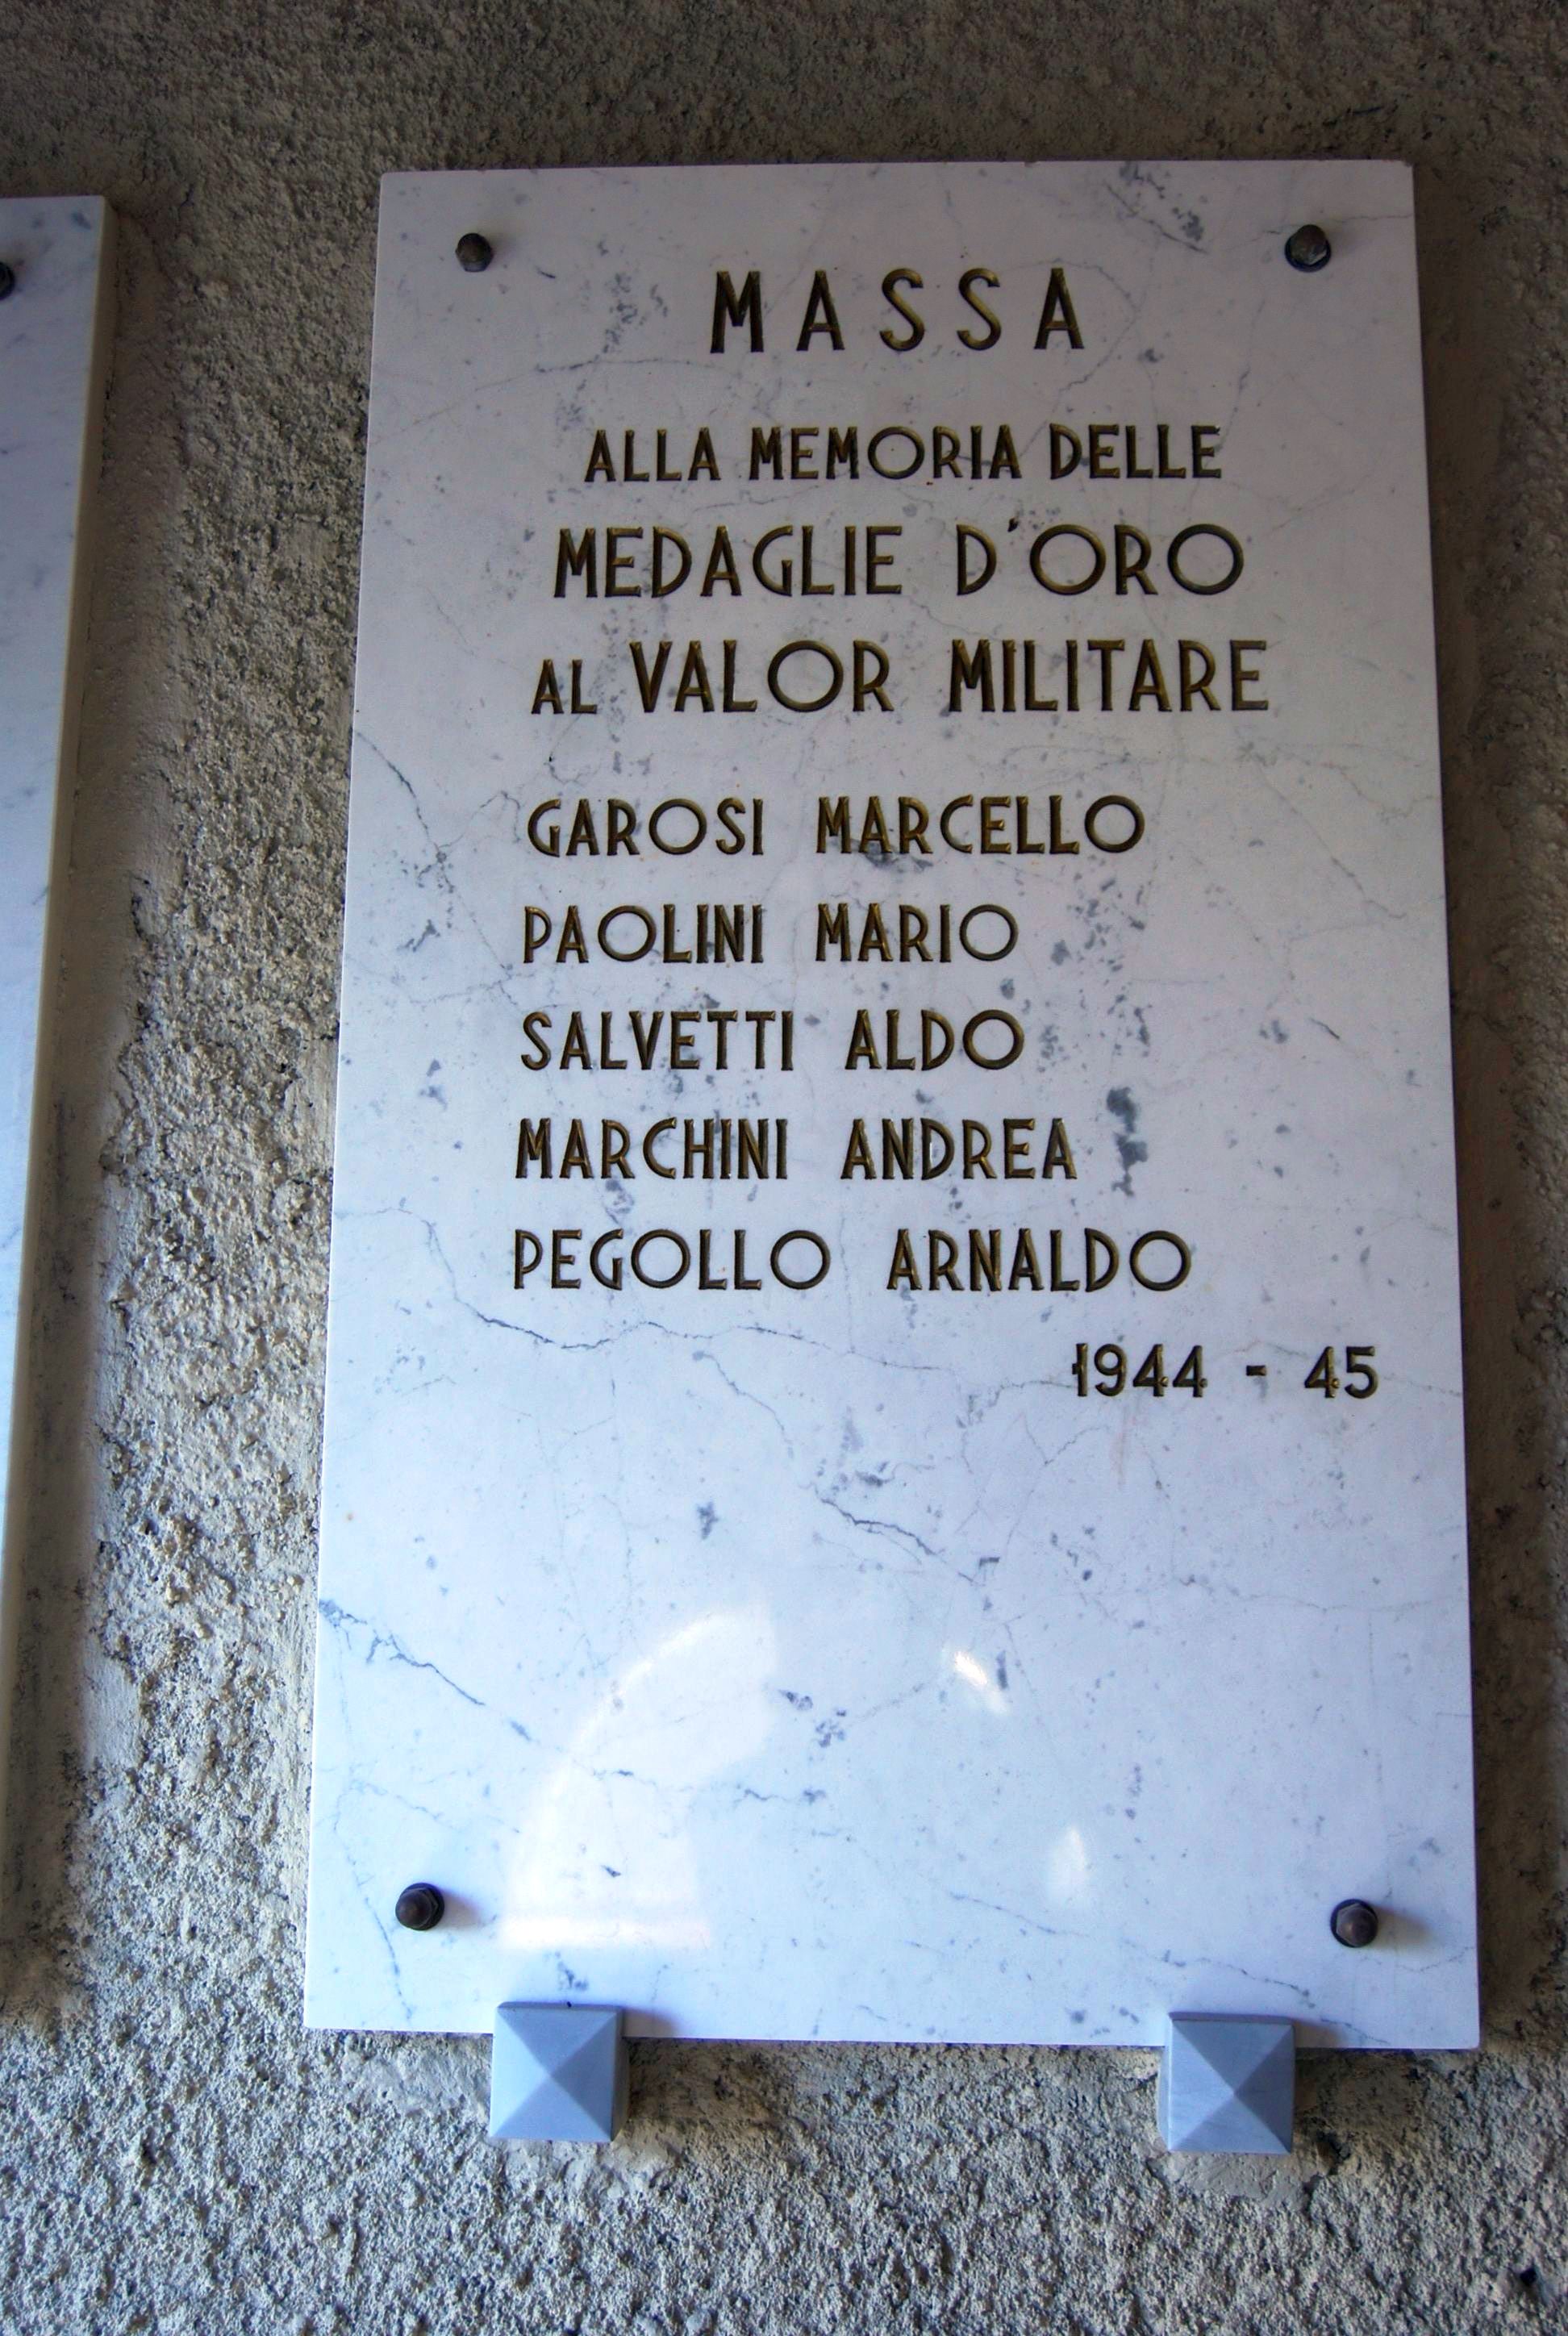 MASSA
ALLA MEMORIA DELLE
MEDAGLIE D'ORO
AL VALOR MILITARE
GAROSI MARCELLO
PAOLINI MARIO
SALVETTI ALDO
MARCHINI ANDREA
PEGOLLO ARNALDO
1944 - 45